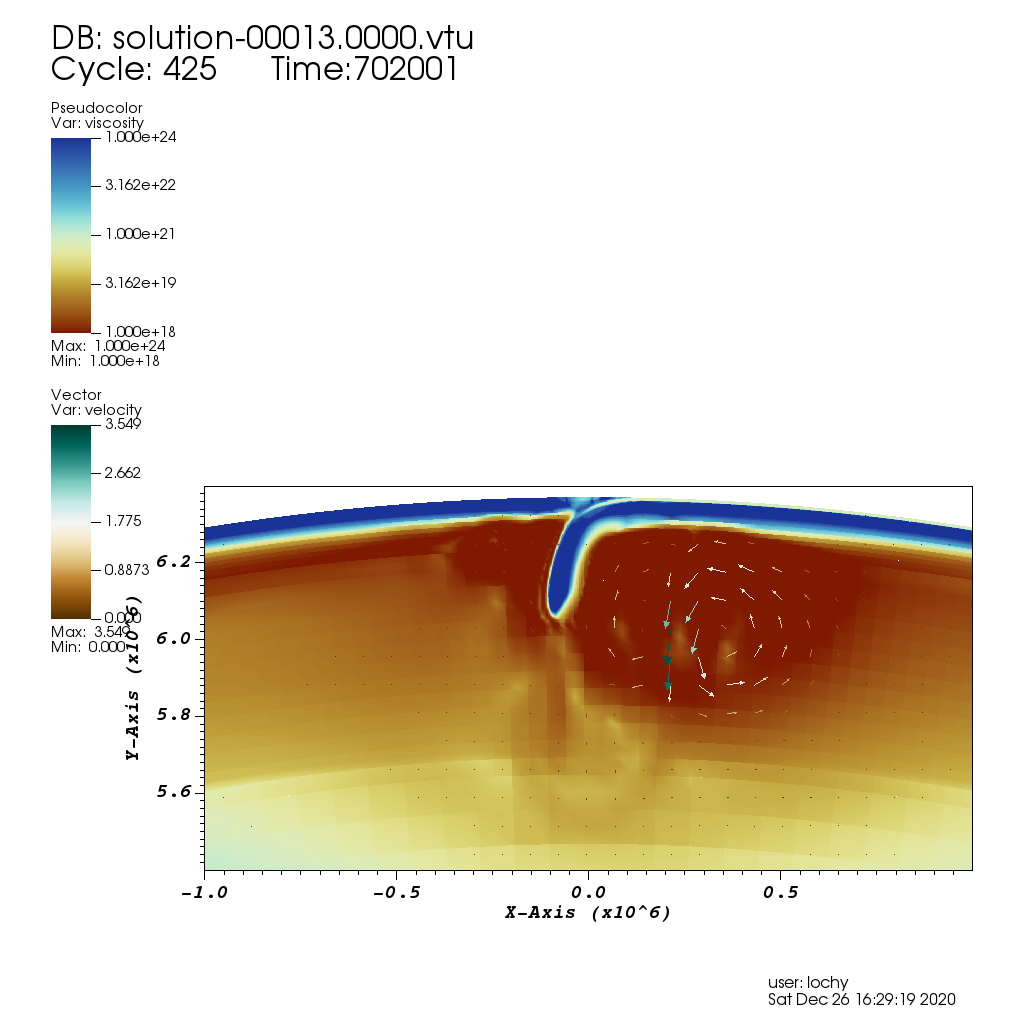 DB: solution-00013.0000.vtu
Cycle: 425 Time:702001
Pseudocolor
Var: viscosity
1.000e+24
3.162e+22
1.000e+21
3.162e+19
1.000e+18
Max: 1.000e+24
Min: 1.000e+18
Vector
Var: velocity
3.549
2.662
1.775
0.8873
0.000
Max: 3.549
Min: 0.000
Y-Axis (x10^6)
6.2
6.0
5.8
5.6
-1.0 -0.5 0.0 0.5
X-Axis (x10^6)
user: lochy
Sat Dec 26 16:29:19 2020